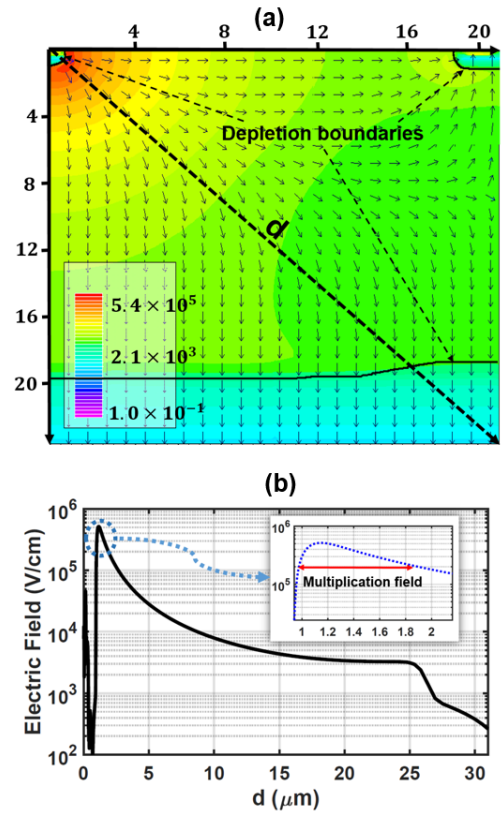 (a)
4 8 12 16 20
4
Depletion boundaries
8
d
12
5.4×10⁵
16
2.1×10³
20
1.0×10⁻¹
(b)
10⁶
10⁵
10⁴
10³
10²
Electric Field (V/cm)
10⁶
10⁵
Multiplication field
1 1.2 1.4 1.6 1.8 2
0 5 10 15 20 25 30
d (μm)